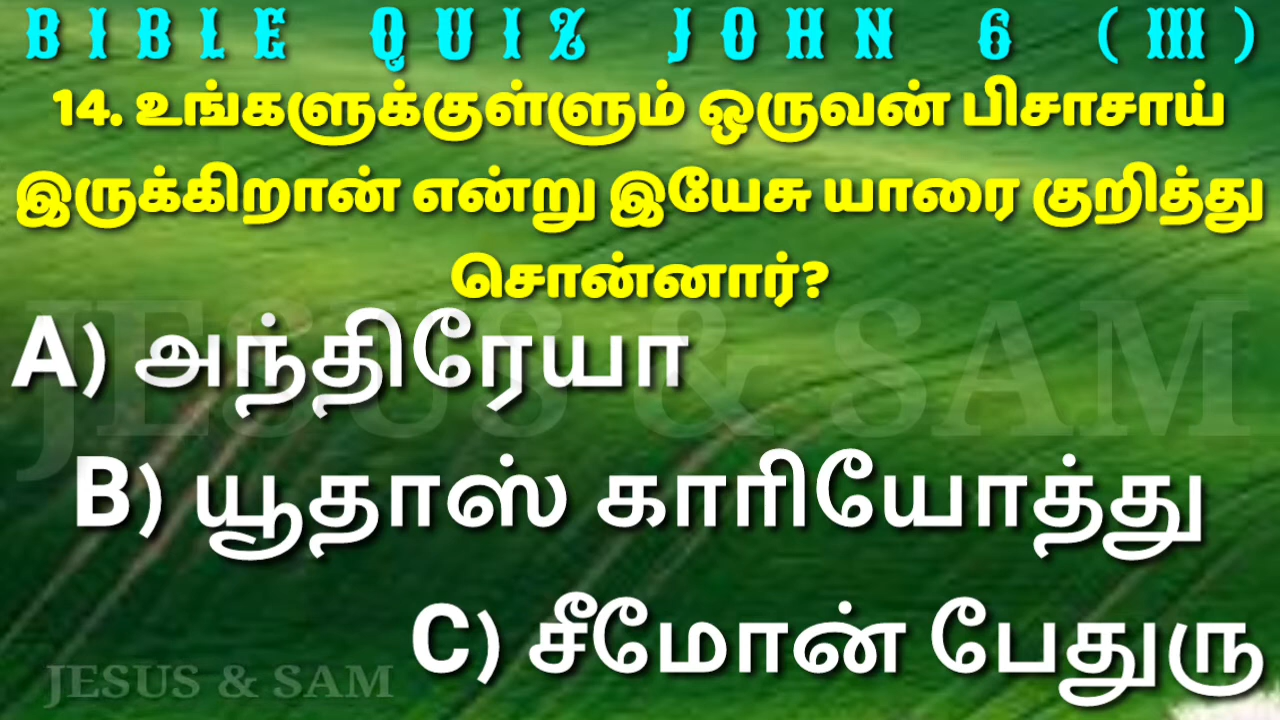 BIBLE QUIZ JOHN 6 (III)
14. உங்களுக்குள்ளும் ஒருவன் பிசாசாய்
இருக்கிறான் என்று இயேசு யாரை குறித்து
சொன்னார்?
JESUS & SAM
A) அந்திரேயா
B) யூதாஸ் காரியோத்து
C) சீமோன் பேதுரு
JESUS & SAM